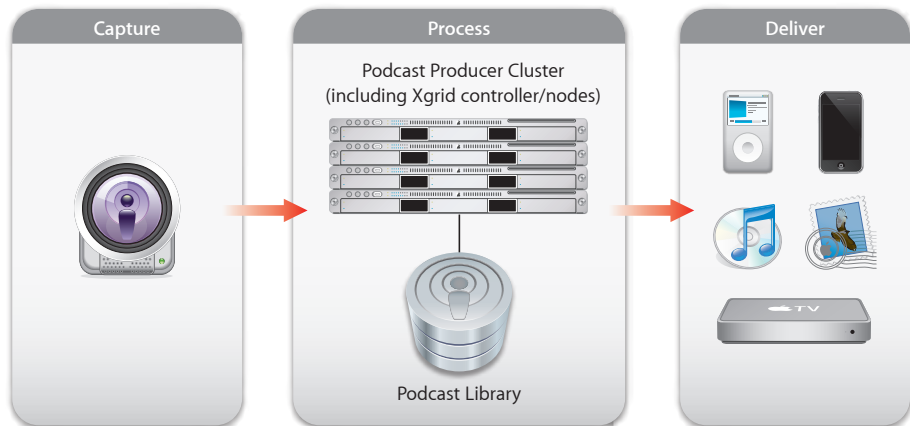 Capture
Process
Podcast Producer Cluster
(including Xgrid controller/nodes)
Podcast Library
Deliver
TV